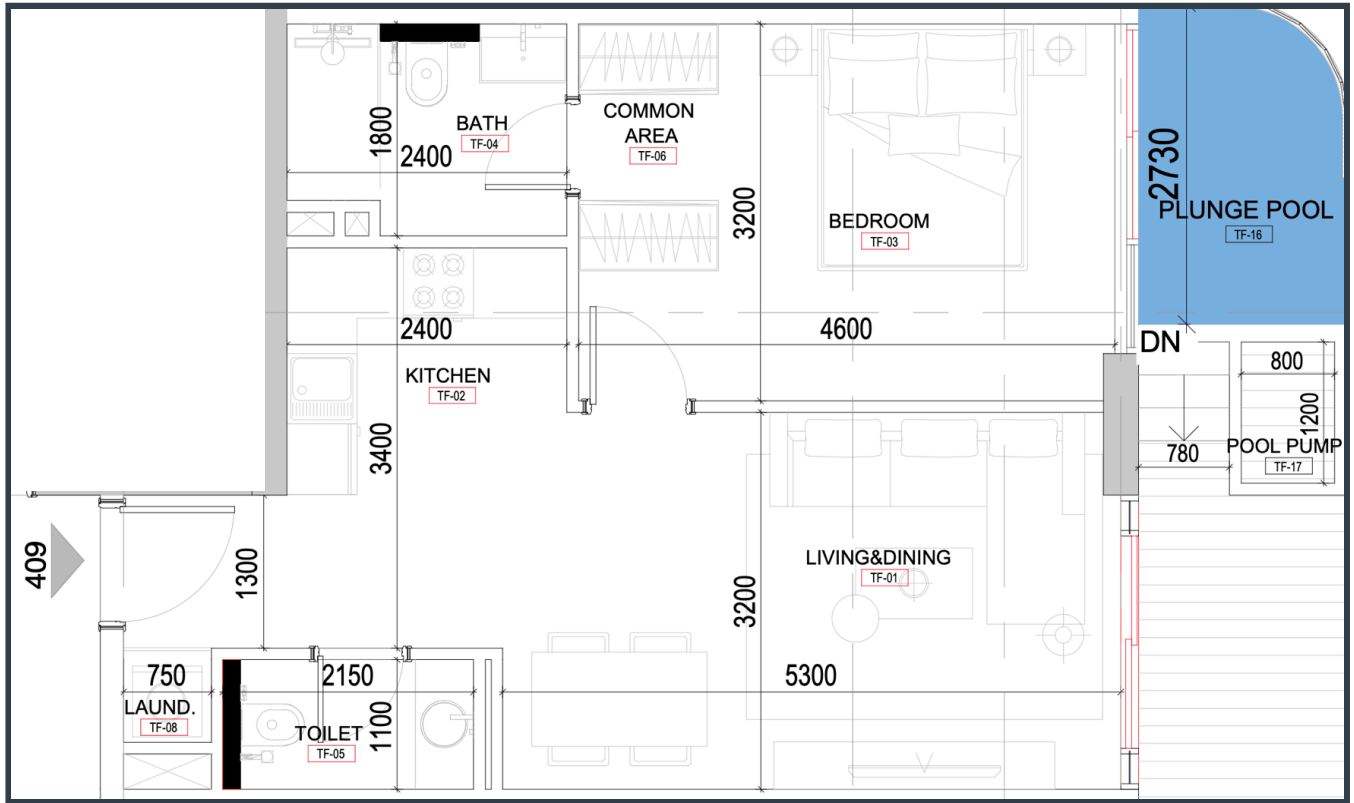 BATH
TF-04
1800
2400
COMMON
AREA
TF-06
3200
BEDROOM
TF-03
2730
PLUNGE POOL
TF-16
2400
4600
DN
KITCHEN
TF-02
3400
800
1200
780
POOL PUMP
TF-17
409
1300
LIVING&DINING
TF-01
3200
750
2150
5300
LAUND.
TF-08
TOILET
TF-05
1100